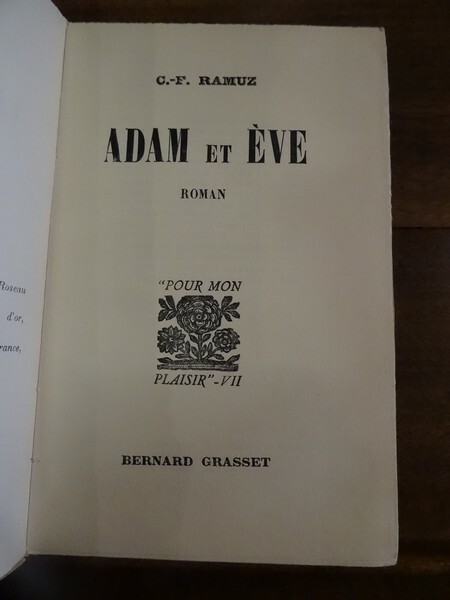 Roseau
d'or,
rance,
C.-F. RAMUZ
ADAM ET ÈVE
ROMAN
"POUR MON
PLAISIR"-VII
BERNARD GRASSET